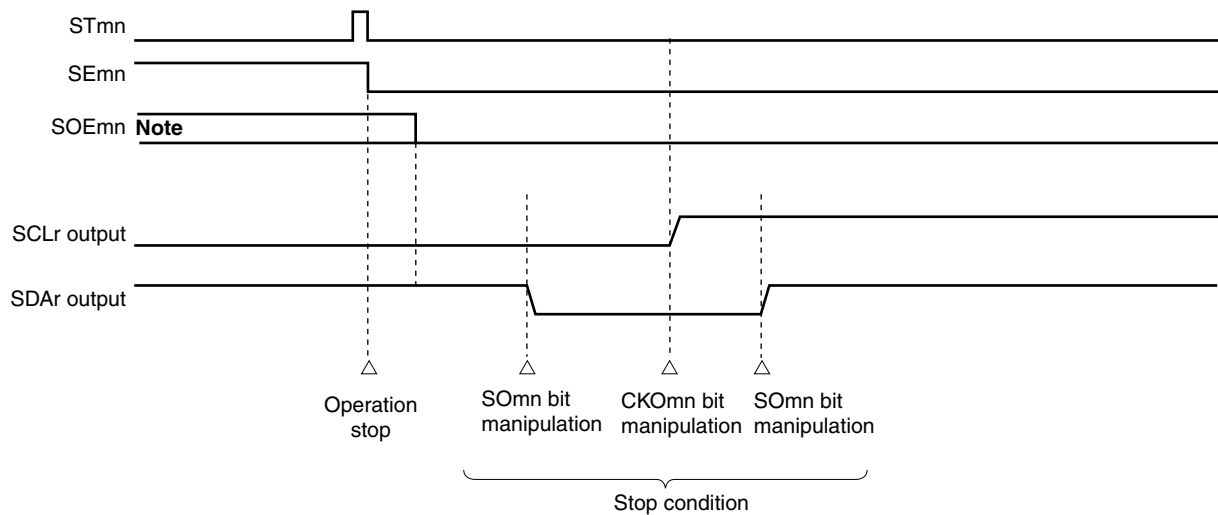 STmn
SEmn
SOEmn Note
SCLr output
SDAr output
Operation
stop
SOmn bit
manipulation
CKOmn bit
manipulation
SOmn bit
manipulation
Stop condition